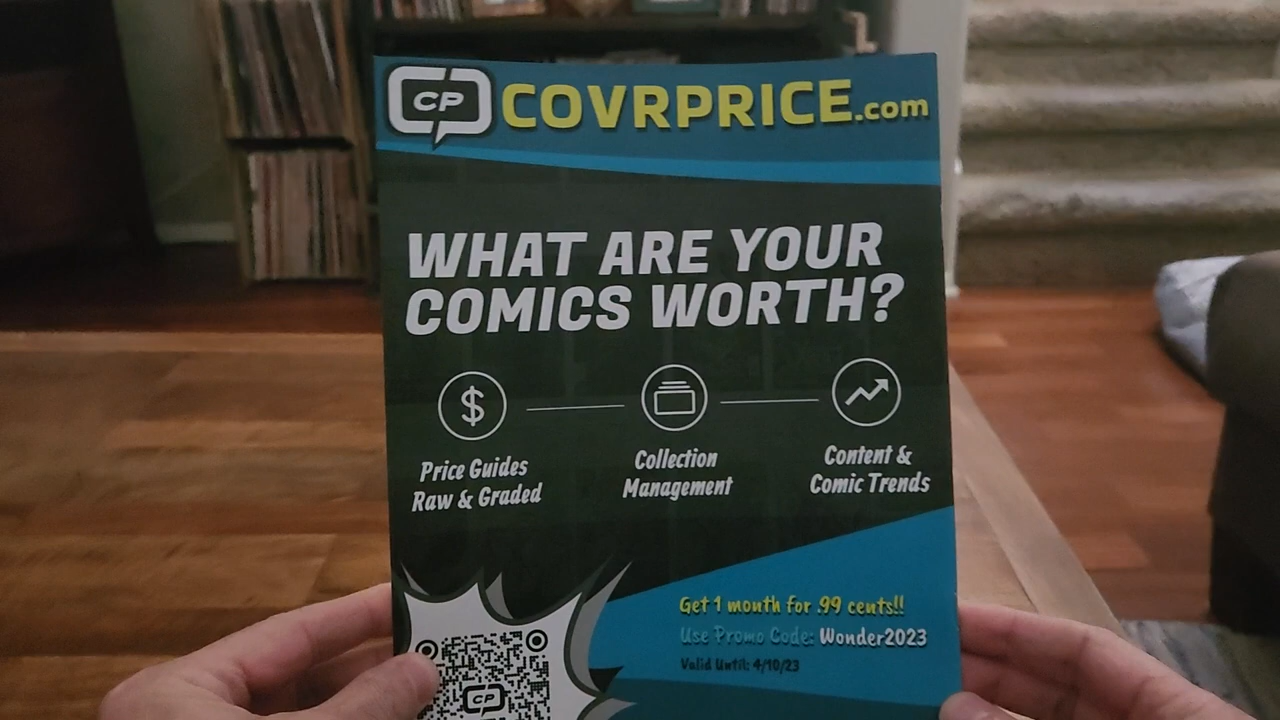 CP COVRPRICE.com
WHAT ARE YOUR
COMICS WORTH?
$
Price Guides
Raw & Graded
Collection
Management
Content &
Comic Trends
Get 1 month for .99 cents!!
Use Promo Code: Wonder2023
Valid Until: 4/10/23
CP